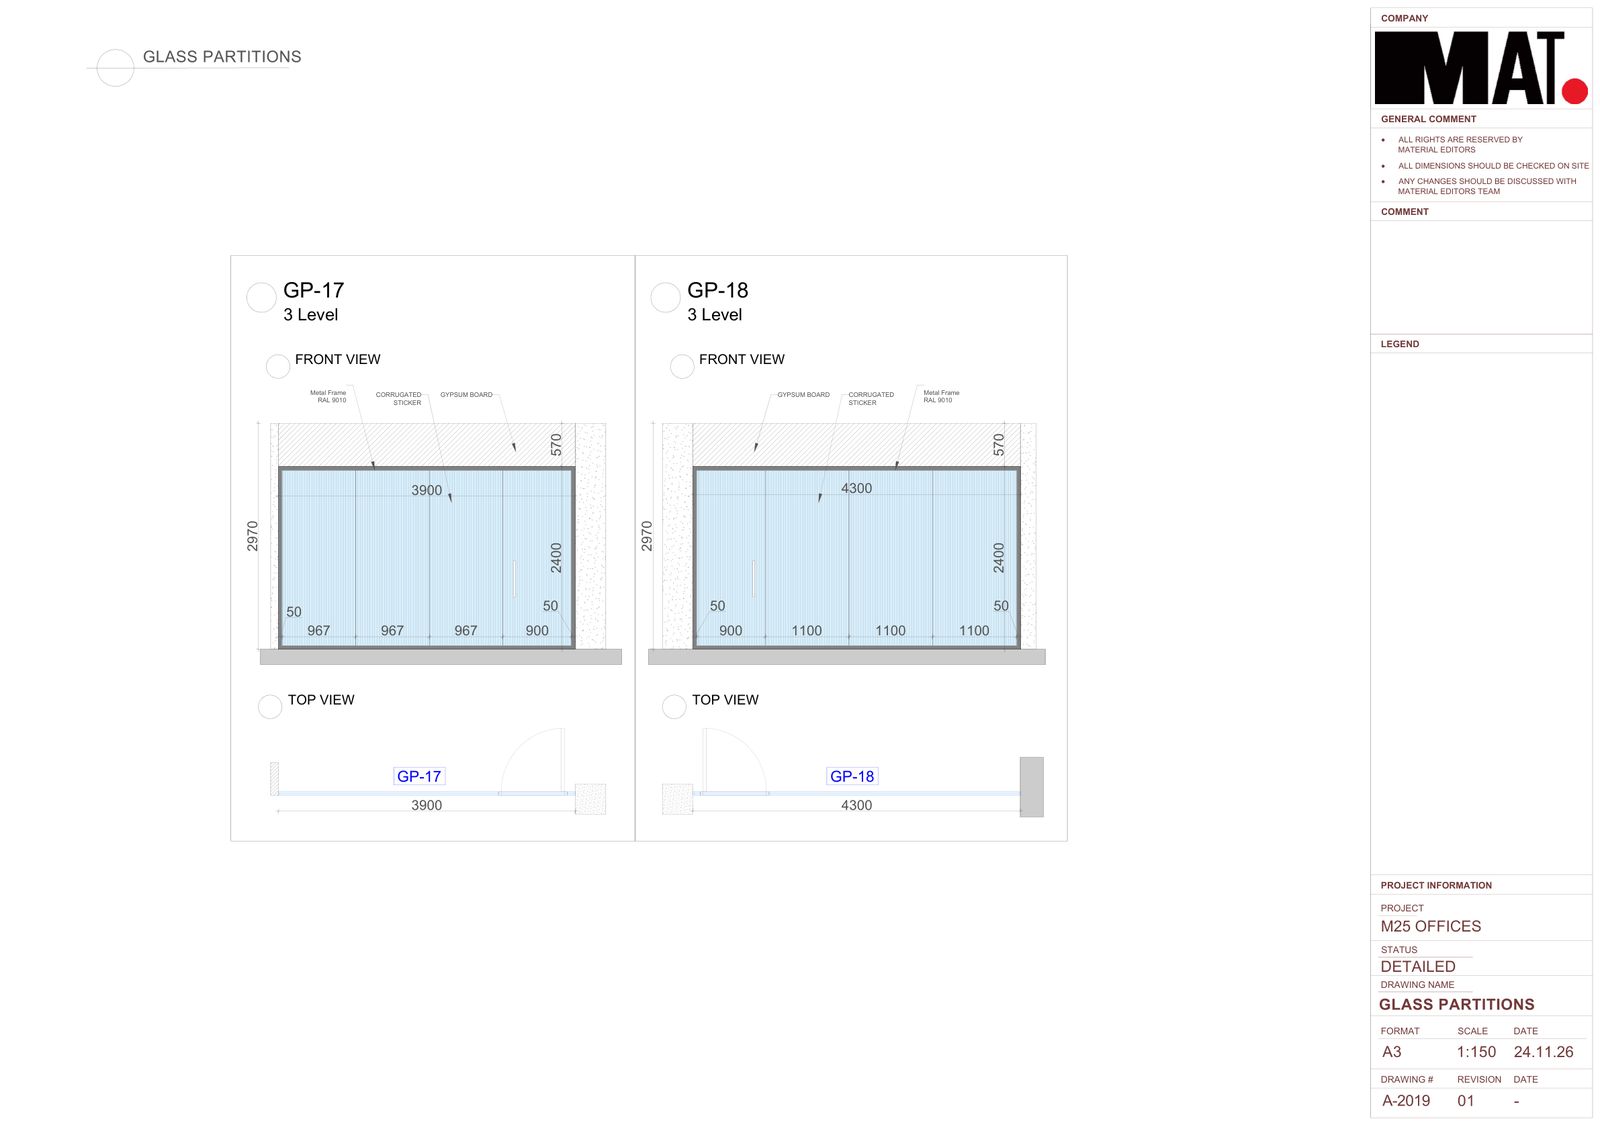 GLASS PARTITIONS
GP-17
3 Level
FRONT VIEW
Metal Frame
RAL 9010
CORRUGATED
STICKER
GYPSUM BOARD
570
3900
2970
2400
50
50
967
967
967
900
TOP VIEW
GP-17
3900
GP-18
3 Level
FRONT VIEW
GYPSUM BOARD
CORRUGATED
STICKER
Metal Frame
RAL 9010
570
4300
2970
2400
50
50
900
1100
1100
1100
TOP VIEW
GP-18
4300
COMPANY
MAT.
GENERAL COMMENT
• ALL RIGHTS ARE RESERVED BY
MATERIAL EDITORS
• ALL DIMENSIONS SHOULD BE CHECKED ON SITE
• ANY CHANGES SHOULD BE DISCUSSED WITH
MATERIAL EDITORS TEAM
COMMENT
LEGEND
PROJECT INFORMATION
PROJECT
M25 OFFICES
STATUS
DETAILED
DRAWING NAME
GLASS PARTITIONS
FORMAT SCALE DATE
A3 1:150 24.11.26
DRAWING # REVISION DATE
A-2019 01 -